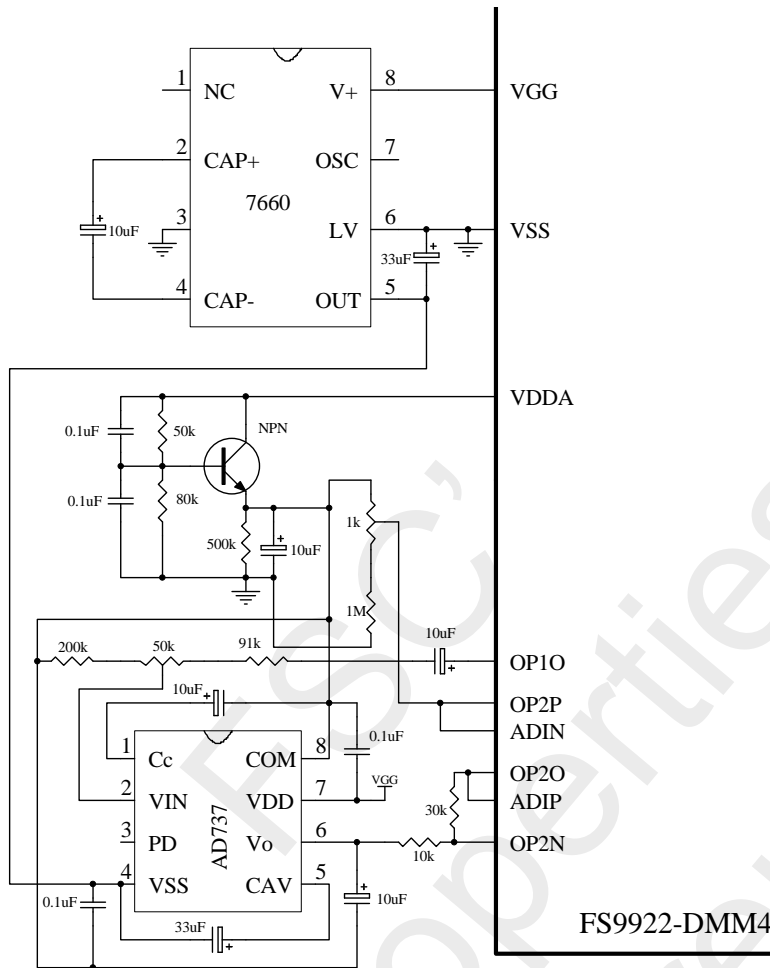 1 NC V+ 8 VGG
2 CAP+ OSC 7
7660
10uF + 3 LV 6 VSS
33uF +
4 CAP- OUT 5
VDDA
0.1uF 50k NPN
0.1uF 80k
500k + 10uF 1k
1M
200k 50k 91k 10uF + OP1O
10uF + OP2P
ADIN
1 Cc COM 8 0.1uF
OP2O
2 VIN VDD 7 VGG 30k ADIP
AD737
3 PD Vo 6 10k OP2N
4 VSS CAV 5
0.1uF 33uF + + 10uF
FS9922-DMM4
FSC'
roperties